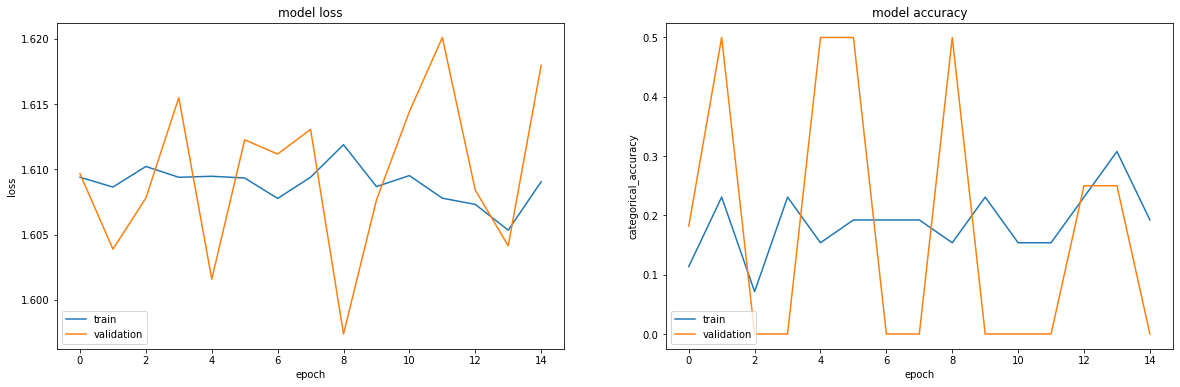 model loss
loss
1.620
1.615
1.610
1.605
1.600
train
validation
0 2 4 6 8 10 12 14
epoch
model accuracy
categorical_accuracy
0.5
0.4
0.3
0.2
0.1
0.0
train
validation
0 2 4 6 8 10 12 14
epoch